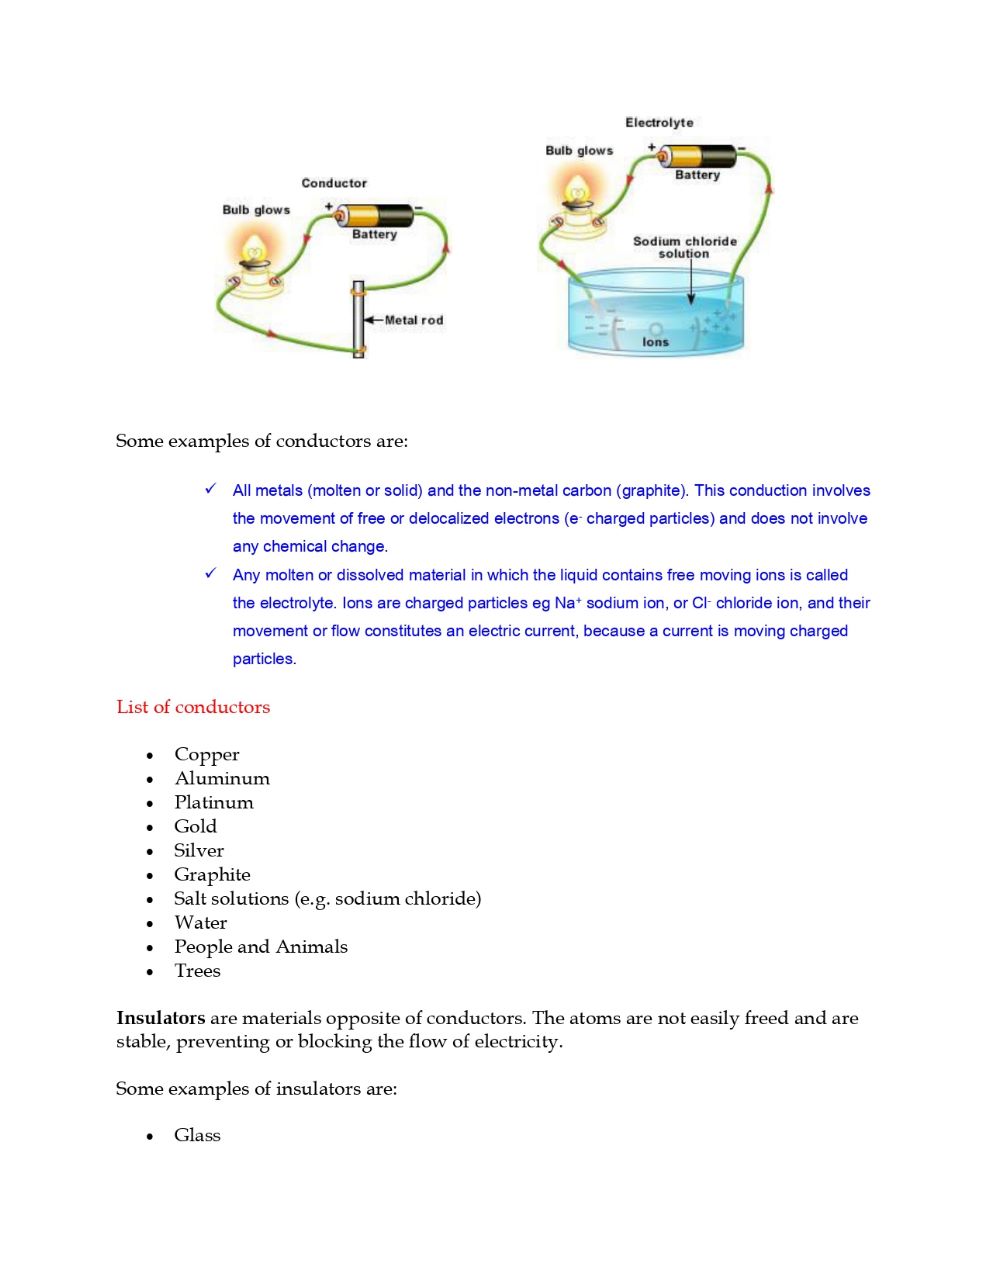 Electrolyte
Bulb glows
+
−
Battery
Conductor
Bulb glows
+
−
Battery
Sodium chloride
solution
Metal rod
Ions
Some examples of conductors are:
✓ All metals (molten or solid) and the non-metal carbon (graphite). This conduction involves
the movement of free or delocalized electrons (e⁻ charged particles) and does not involve
any chemical change.
✓ Any molten or dissolved material in which the liquid contains free moving ions is called
the electrolyte. Ions are charged particles eg Na⁺ sodium ion, or Cl⁻ chloride ion, and their
movement or flow constitutes an electric current, because a current is moving charged
particles.
List of conductors
• Copper
• Aluminum
• Platinum
• Gold
• Silver
• Graphite
• Salt solutions (e.g. sodium chloride)
• Water
• People and Animals
• Trees
Insulators are materials opposite of conductors. The atoms are not easily freed and are
stable, preventing or blocking the flow of electricity.
Some examples of insulators are:
• Glass